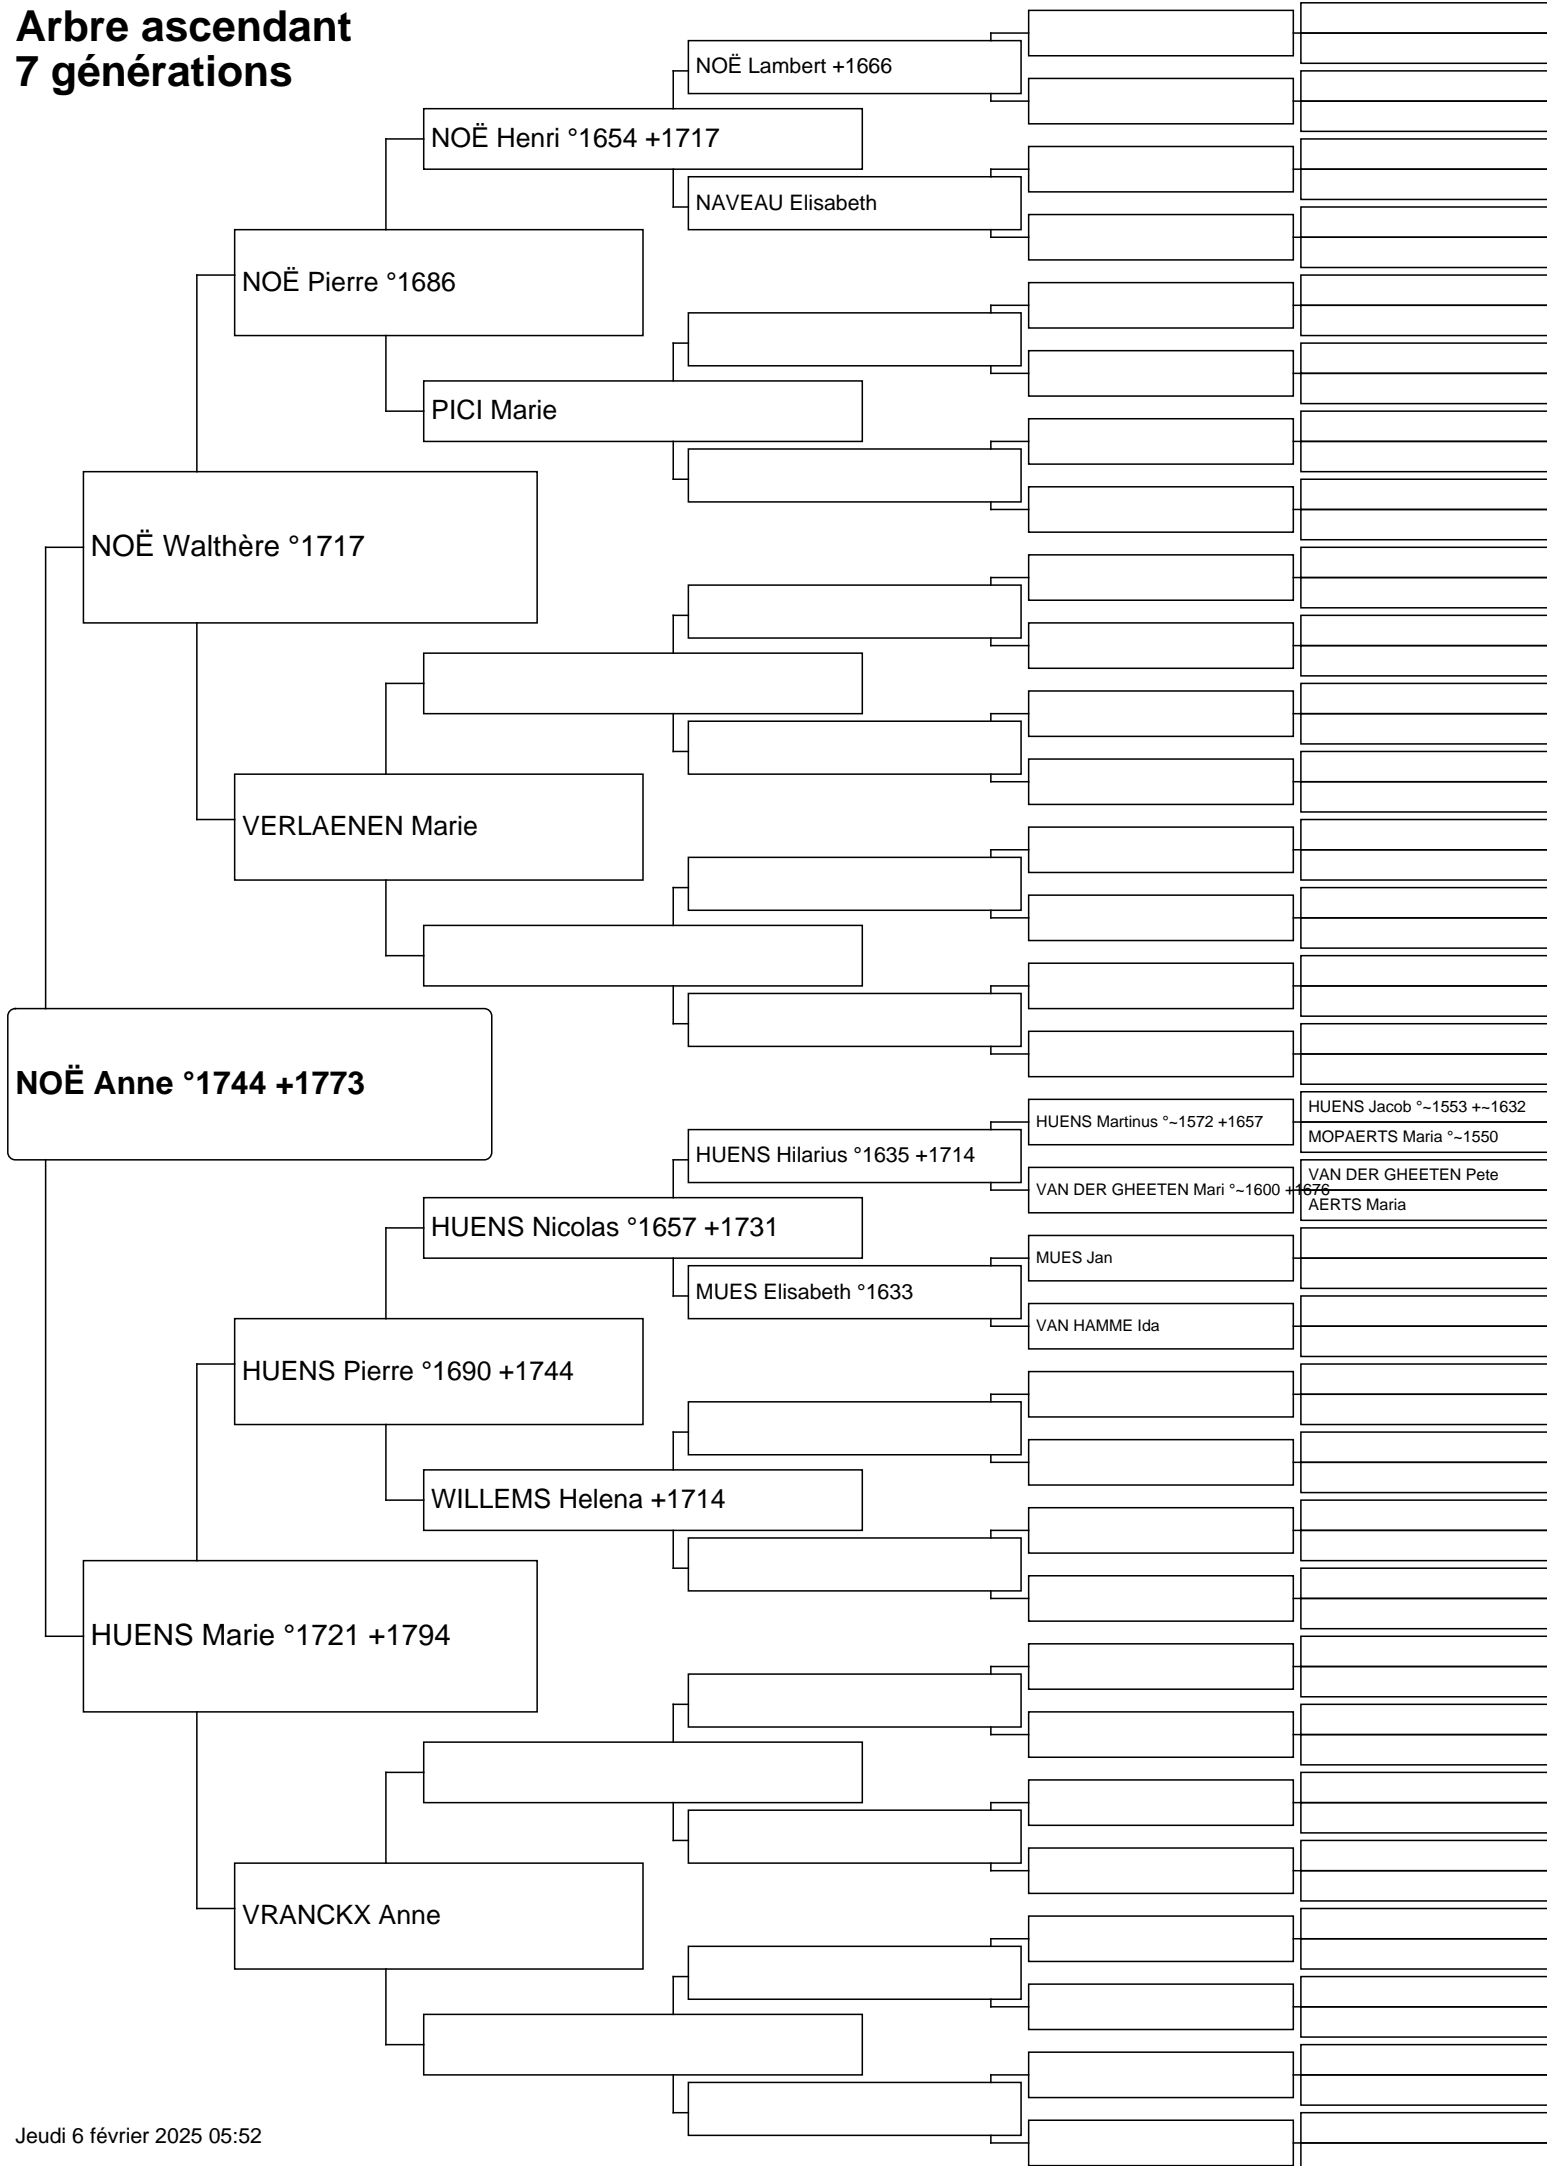 Arbre ascendant
7 générations
NOË Lambert +1666
NOË Henri °1654 +1717
NAVEAU Elisabeth
NOË Pierre °1686
PICI Marie
NOË Walthère °1717
VERLAENEN Marie
NOË Anne °1744 +1773
HUENS Jacob °~1553 +~1632
HUENS Martinus °~1572 +1657
MOPAERTS Maria °~1550
HUENS Hilarius °1635 +1714
VAN DER GHEETEN Pete
VAN DER GHEETEN Mari °~1600 +1676
AERTS Maria
HUENS Nicolas °1657 +1731
MUES Jan
MUES Elisabeth °1633
VAN HAMME Ida
HUENS Pierre °1690 +1744
WILLEMS Helena +1714
HUENS Marie °1721 +1794
VRANCKX Anne
Jeudi 6 février 2025 05:52